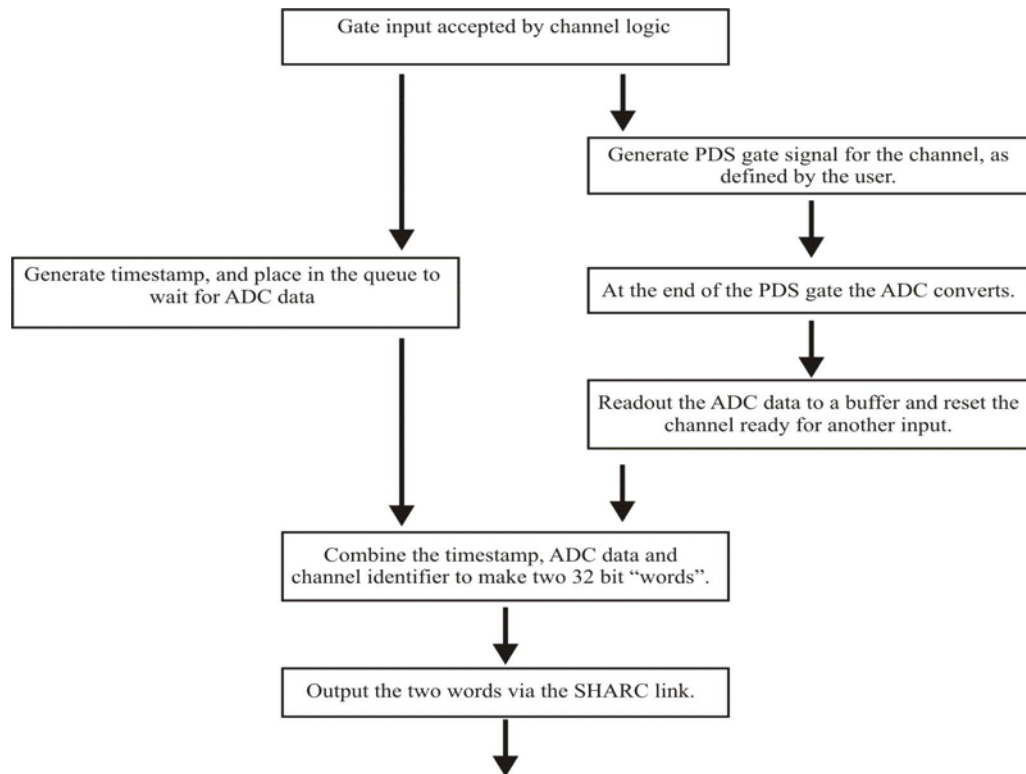 Gate input accepted by channel logic
Generate PDS gate signal for the channel, as
defined by the user.
Generate timestamp, and place in the queue to
wait for ADC data
At the end of the PDS gate the ADC converts.
Readout the ADC data to a buffer and reset the
channel ready for another input.
Combine the timestamp, ADC data and
channel identifier to make two 32 bit “words”.
Output the two words via the SHARC link.